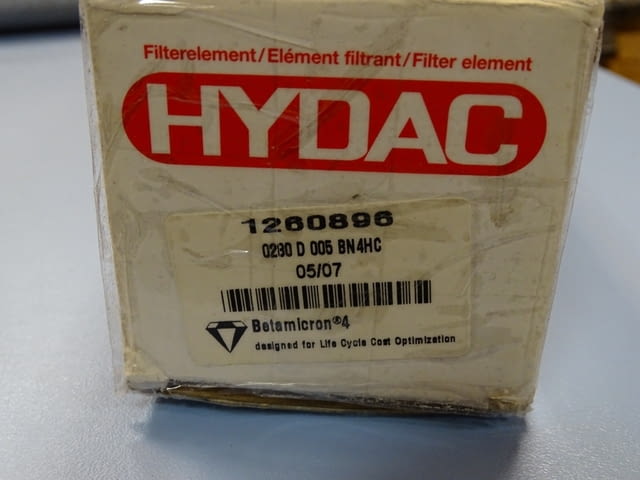 Filterelement/Elément filtrant/Filter element
HYDAC
1260896
0280 D 005 BN4HC
05/07
Betamicron®4
designed for Life Cycle Cost Optimization